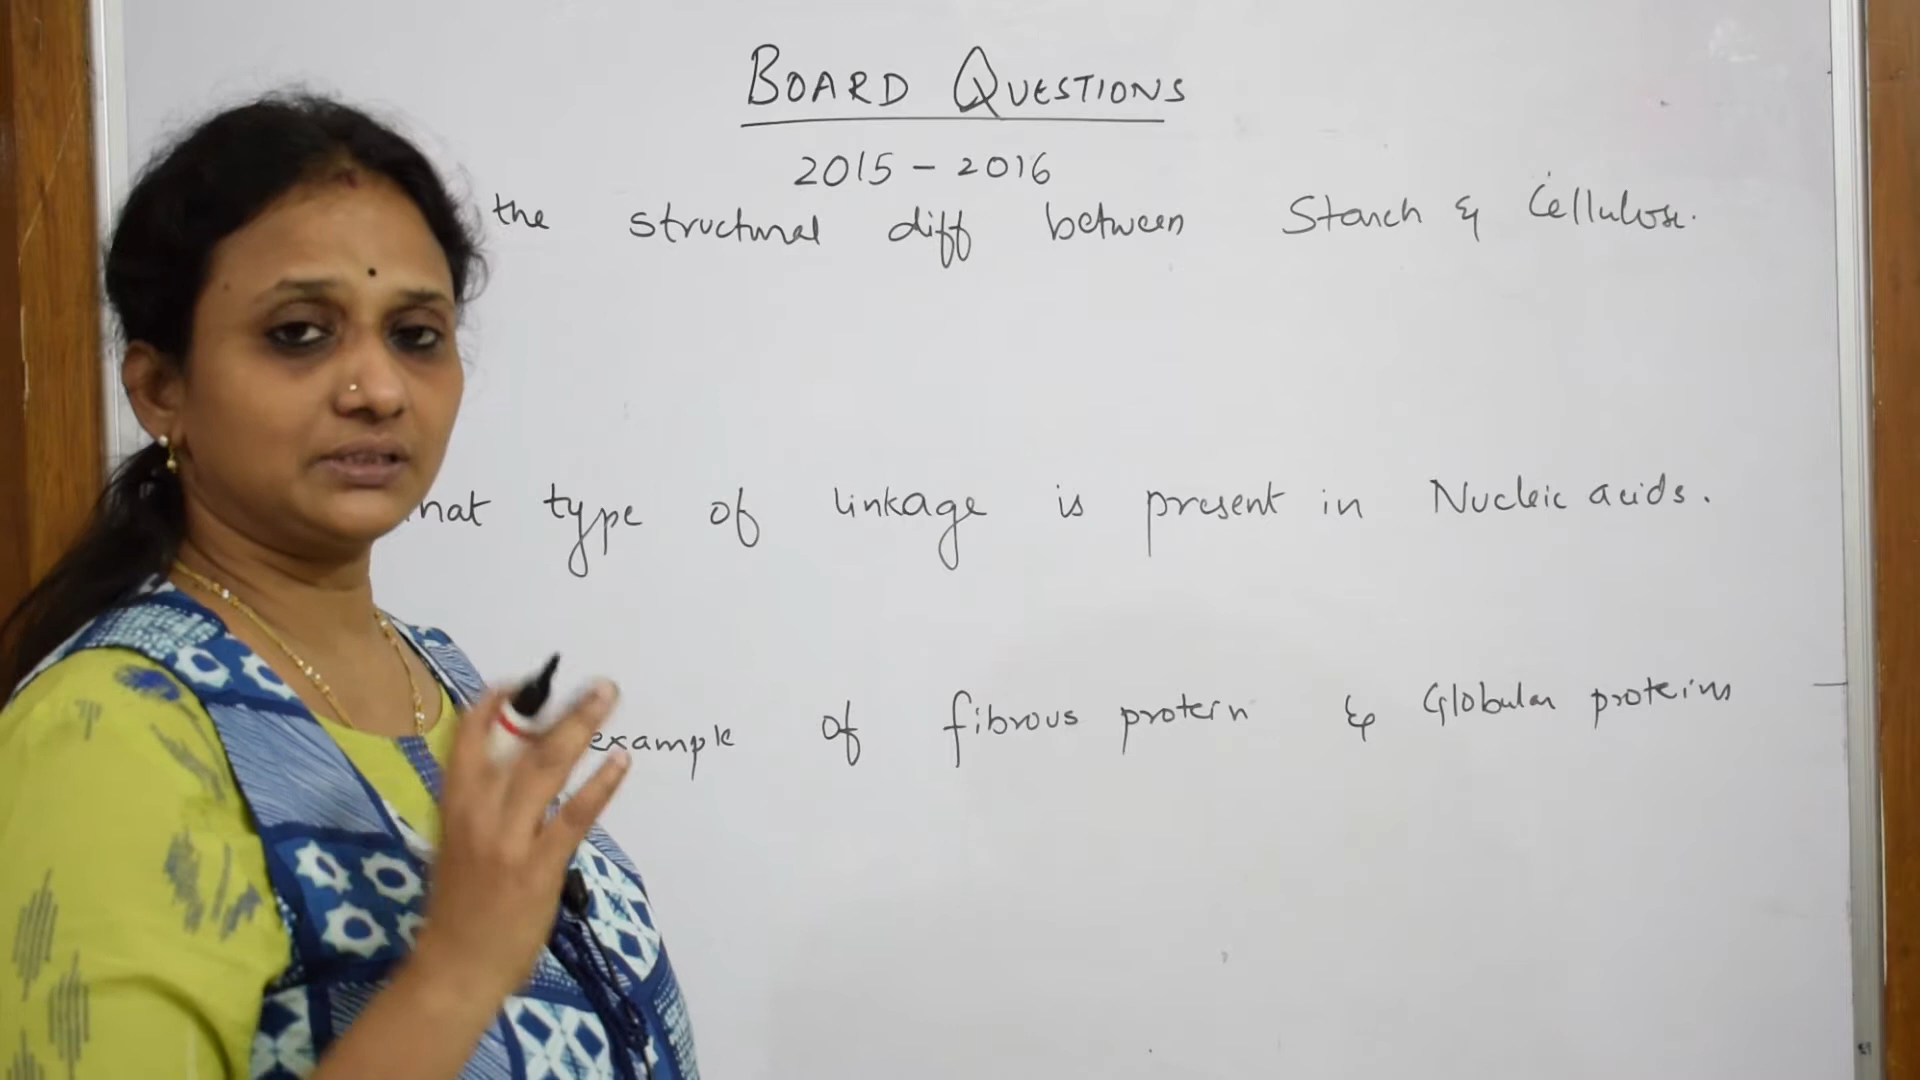 BOARD QUESTIONS
2015 - 2016
the structural diff between Starch & Cellulose.
hat type of linkage is present in Nucleic acids.
example of fibrous protein & Globular proteins